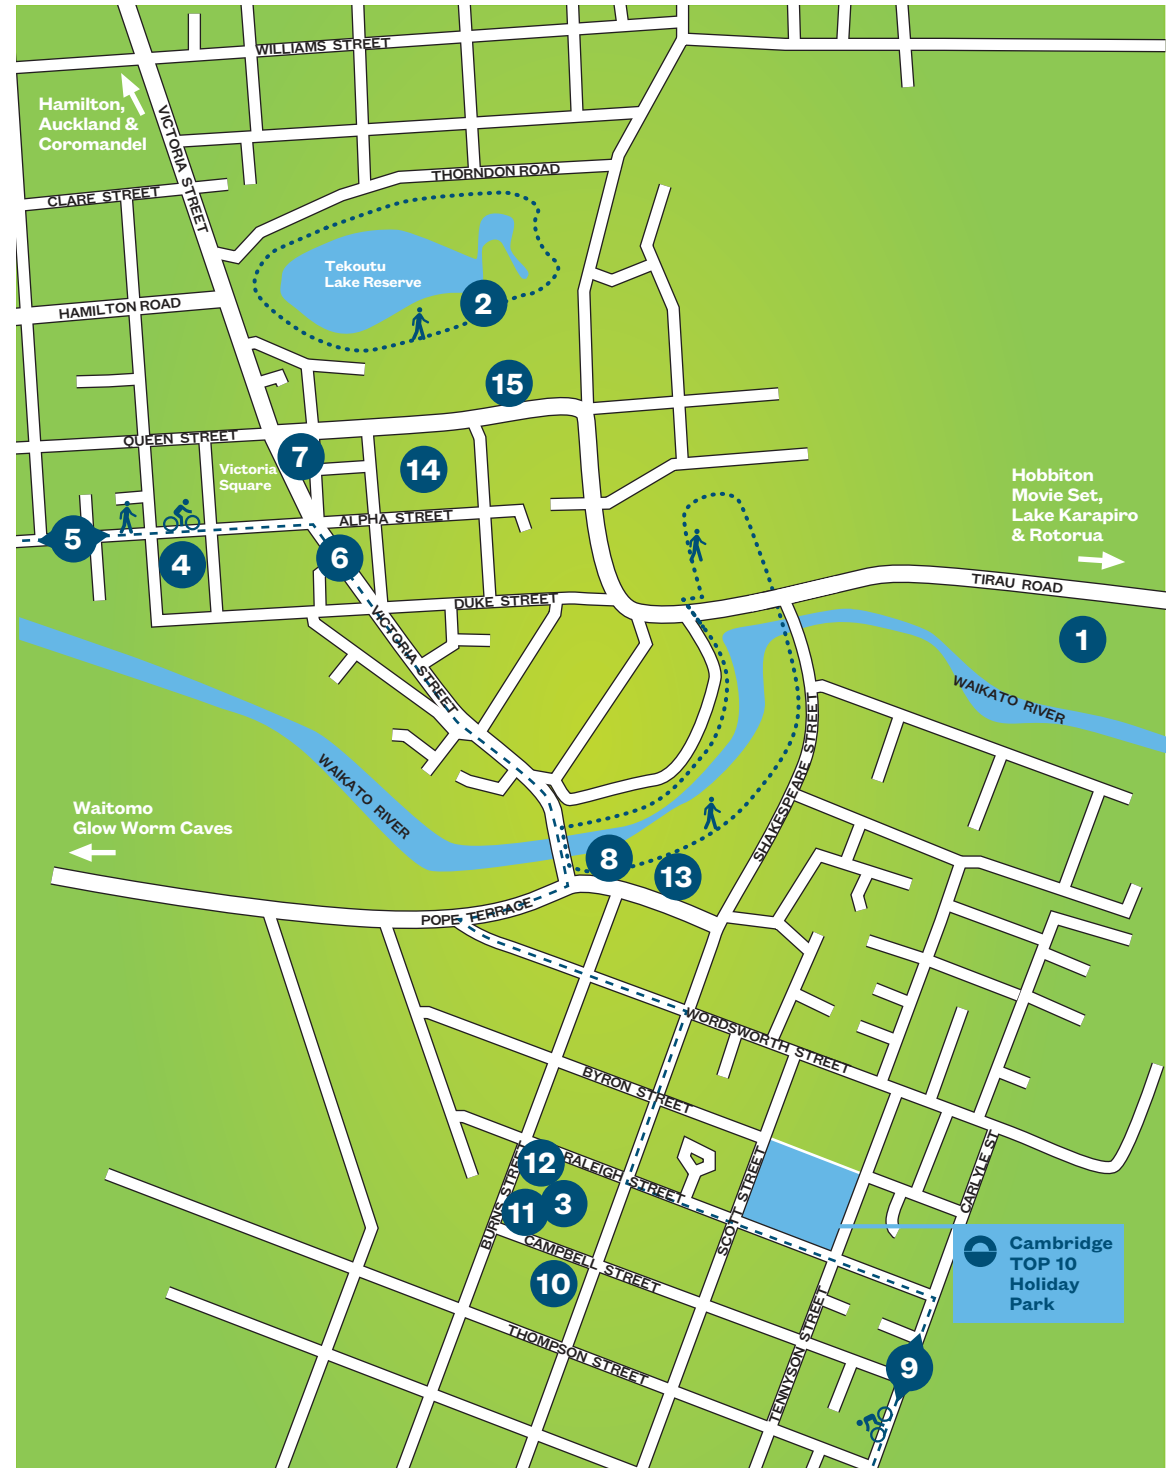 WILLIAMS STREET
Hamilton,
Auckland &
Coromandel
VICTORIA STREET
THORNDON ROAD
CLARE STREET
Tekoutu
Lake Reserve
2
HAMILTON ROAD
15
QUEEN STREET
7
Victoria
Square
14
Hobbiton
Movie Set,
Lake Karapiro
& Rotorua
ALPHA STREET
5
4
6
TIRAU ROAD
DUKE STREET
1
VICTORIA STREET
WAIKATO RIVER
SHAKESPEARE STREET
WAIKATO RIVER
Waitomo
Glow Worm Caves
8
13
POPE TERRACE
WORDSWORTH STREET
BYRON STREET
12
RALEIGH STREET
BURNS STREET
3
11
SCOTT STREET
CARLYLE ST
CAMPBELL STREET
10
Cambridge
TOP 10
Holiday
Park
THOMPSON STREET
TENNYSON STREET
9